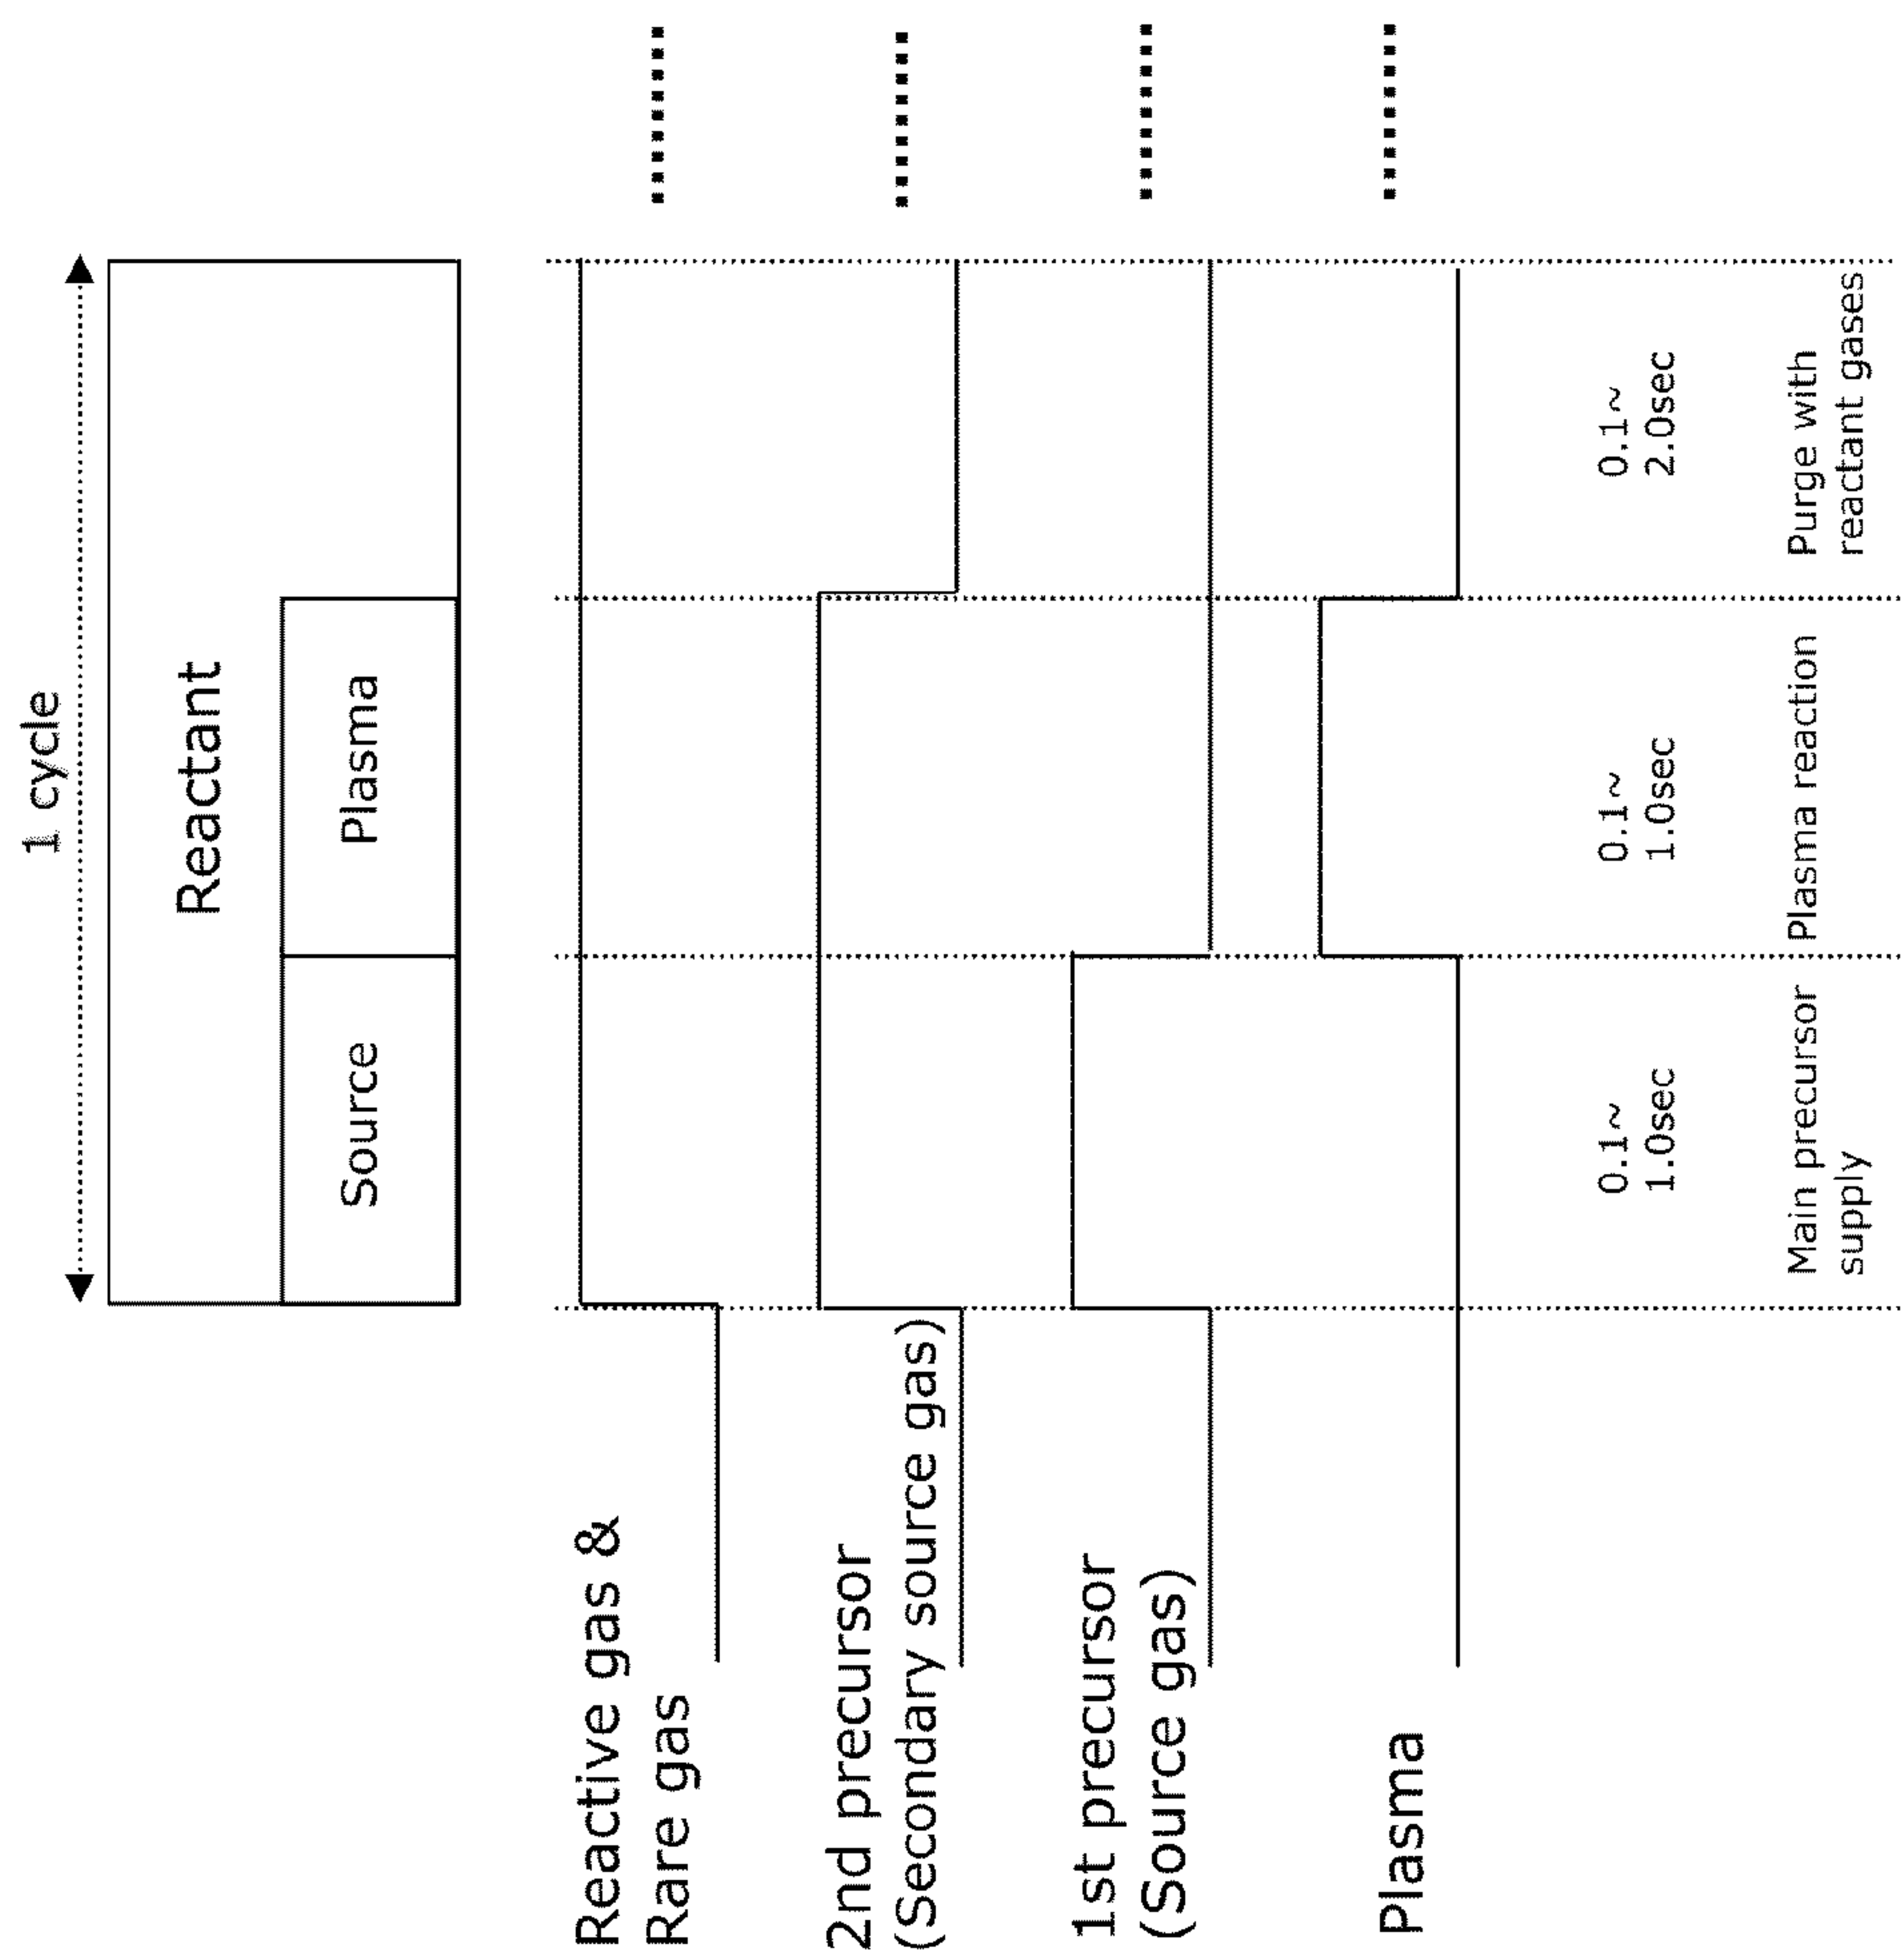 1 cycle
Reactant
Source
Plasma
Reactive gas &
Rare gas
2nd precursor
(Secondary source gas)
1st precursor
(Source gas)
Plasma
0.1~
1.0sec
0.1~
1.0sec
0.1~
2.0sec
Main precursor
supply
Plasma reaction
Purge with
reactant gases